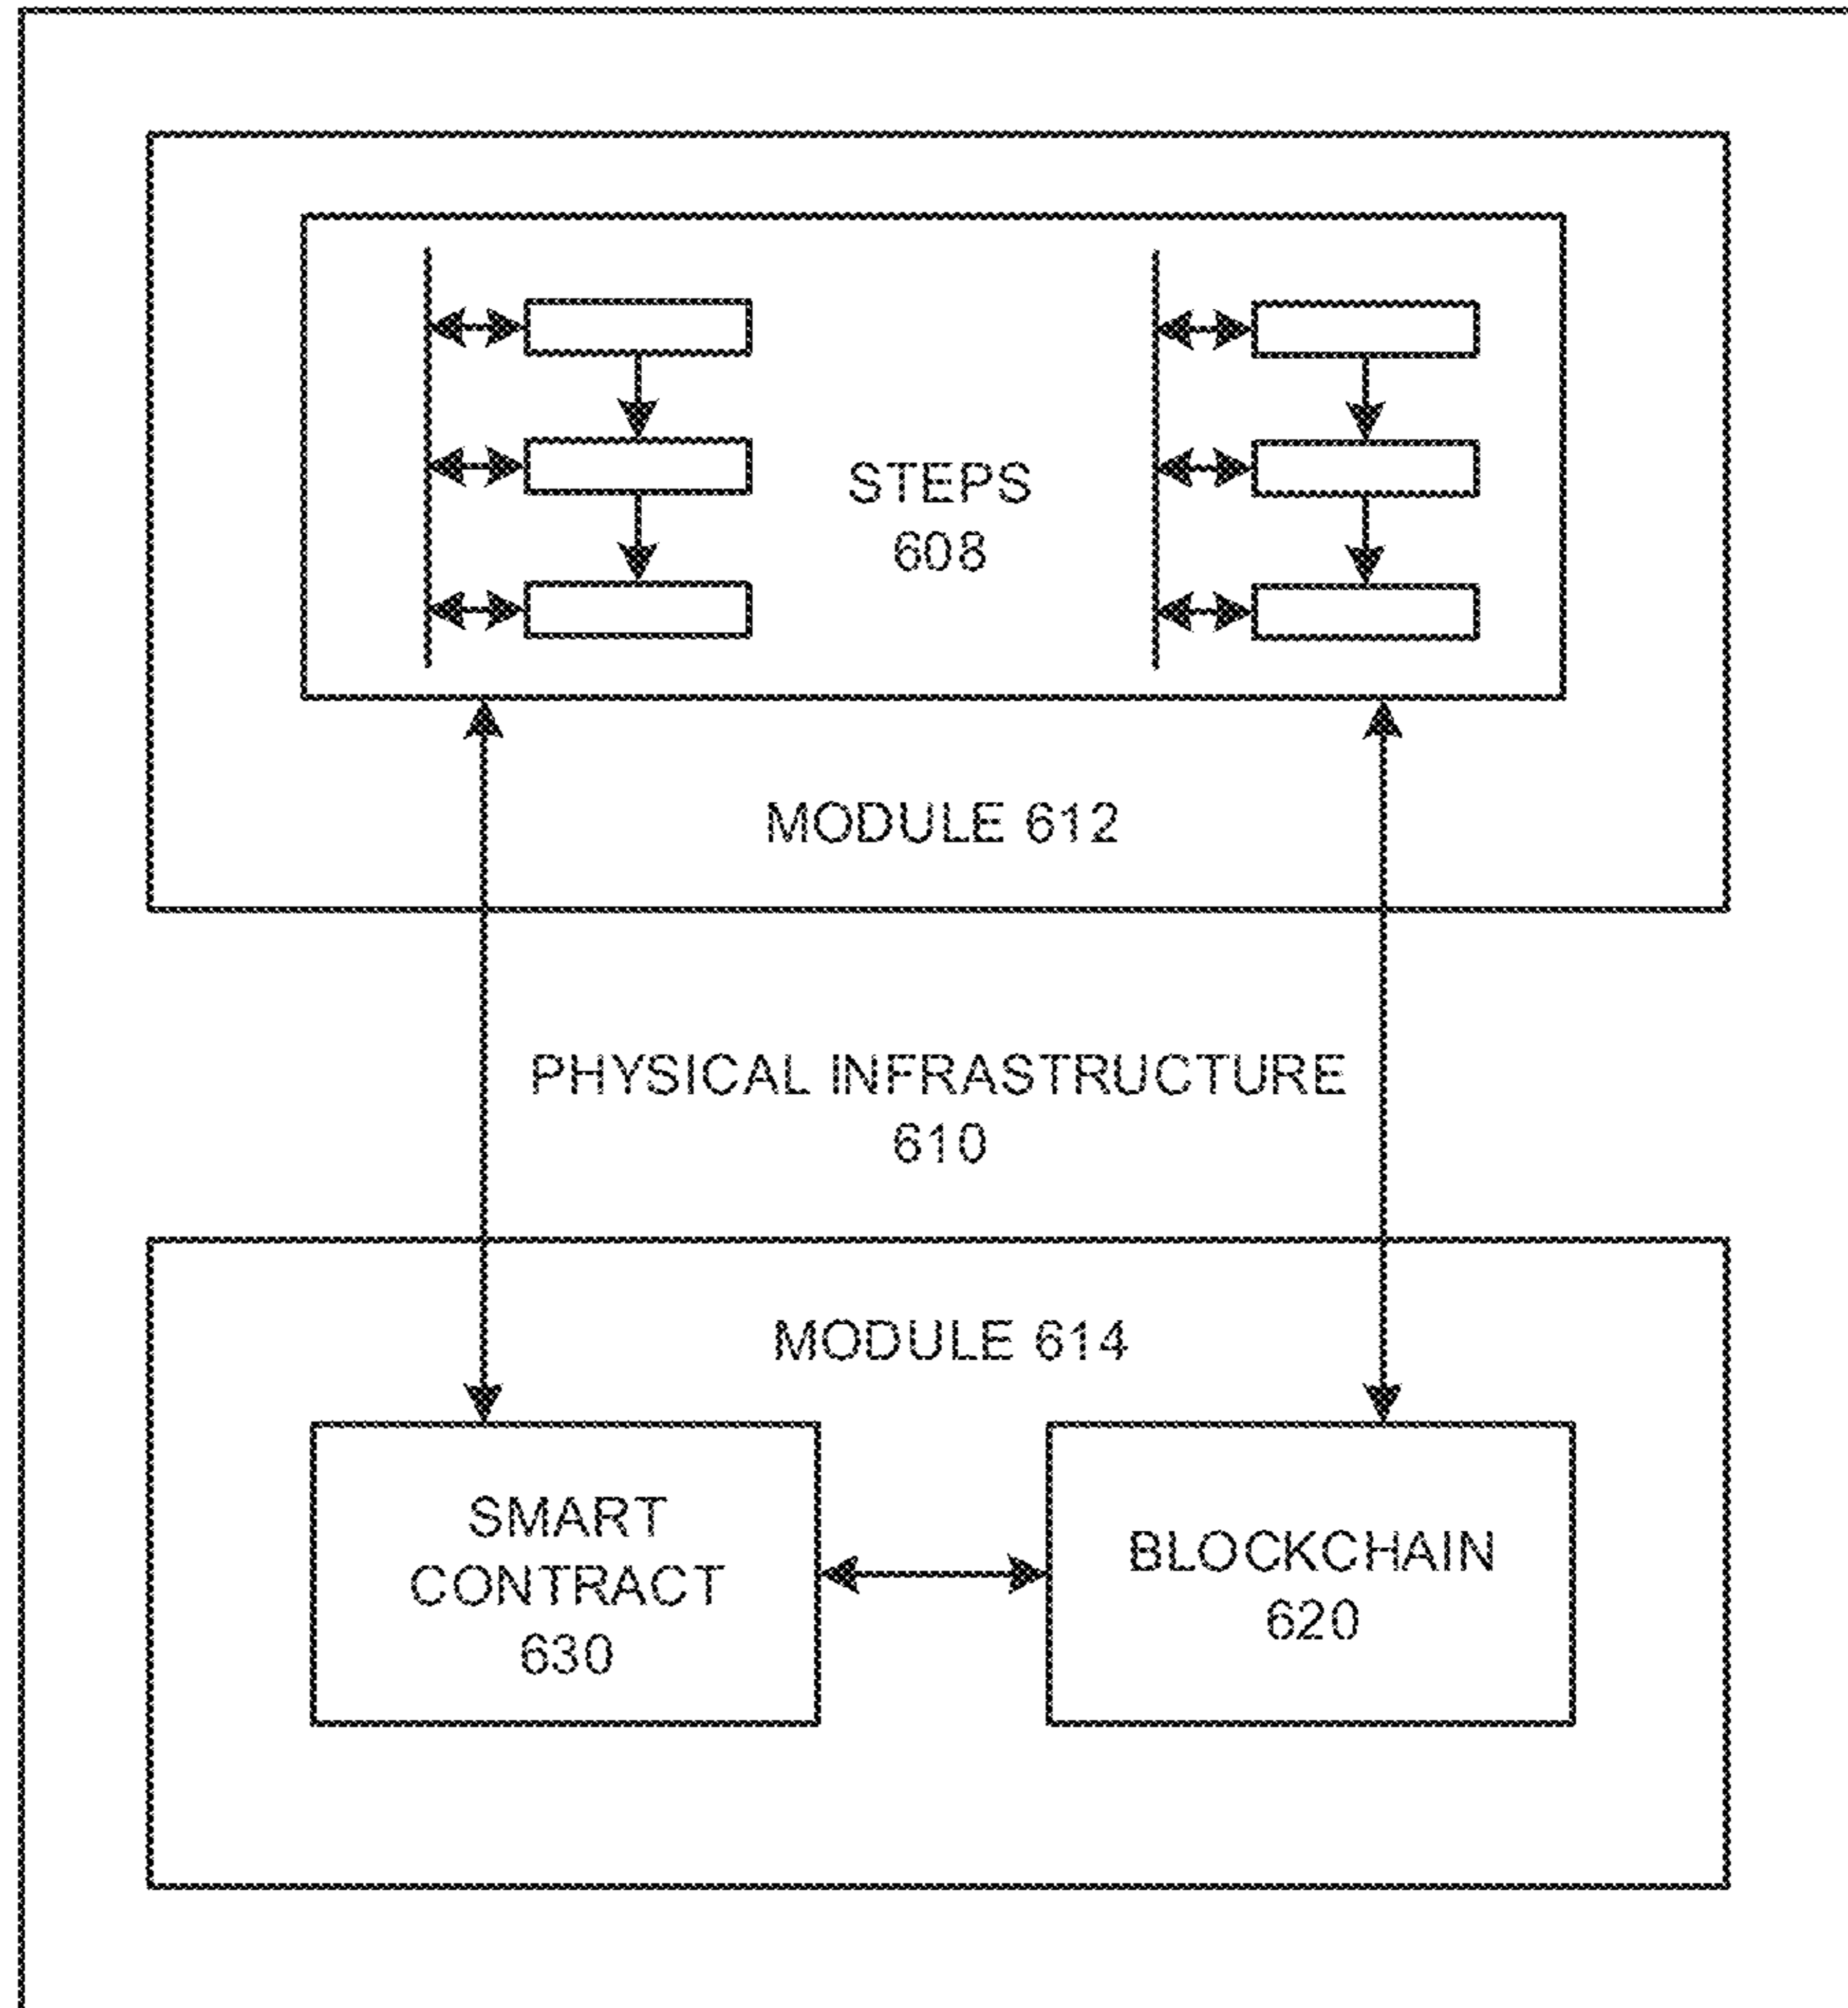 STEPS
608
MODULE 612
PHYSICAL INFRASTRUCTURE
610
MODULE 614
SMART
CONTRACT
630
BLOCKCHAIN
620